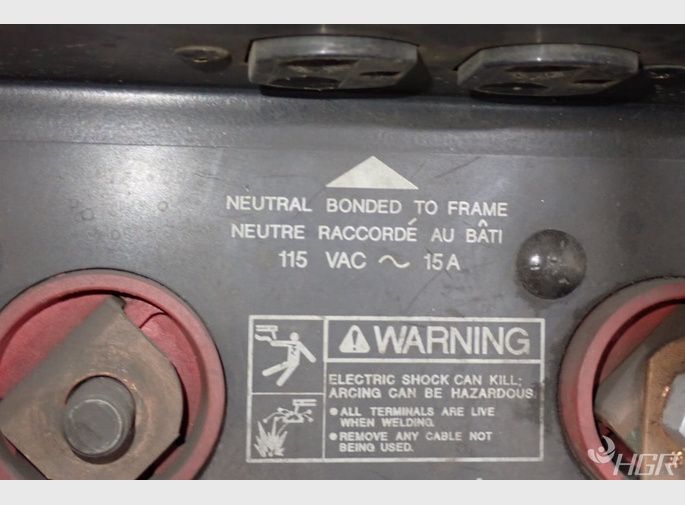 NEUTRAL BONDED TO FRAME
NEUTRE RACCORDÉ AU BÂTI
115 VAC ~ 15A
⚠ WARNING
ELECTRIC SHOCK CAN KILL;
ARCING CAN BE HAZARDOUS.
● ALL TERMINALS ARE LIVE
WHEN WELDING.
● REMOVE ANY CABLE NOT
BEING USED.
HGR